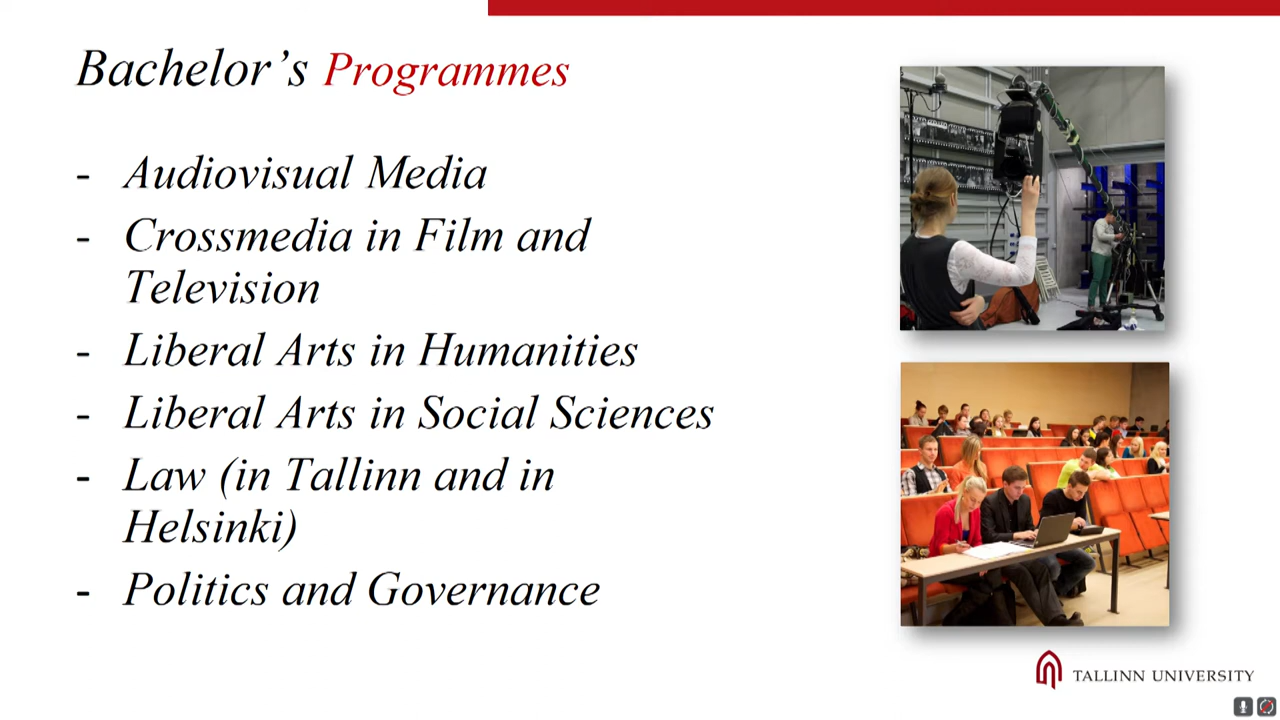 Bachelor’s Programmes
- Audiovisual Media
- Crossmedia in Film and
Television
- Liberal Arts in Humanities
- Liberal Arts in Social Sciences
- Law (in Tallinn and in
Helsinki)
- Politics and Governance
TALLINN UNIVERSITY